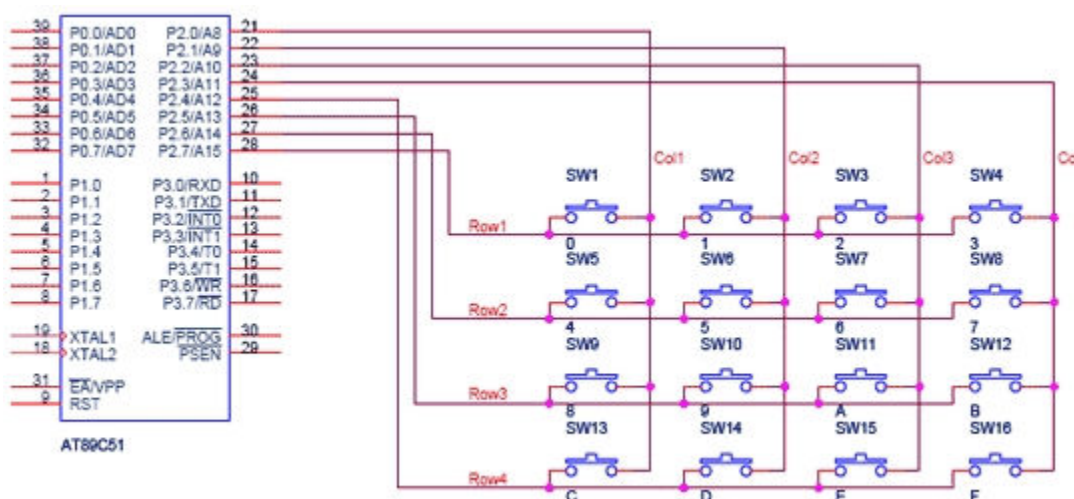 39 P0.0/AD0 P2.0/A8 21
38 P0.1/AD1 P2.1/A9 22
37 P0.2/AD2 P2.2/A10 23
36 P0.3/AD3 P2.3/A11 24
35 P0.4/AD4 P2.4/A12 25
34 P0.5/AD5 P2.5/A13 26
33 P0.6/AD6 P2.6/A14 27
32 P0.7/AD7 P2.7/A15 28
1 P1.0 P3.0/RXD 10
2 P1.1 P3.1/TXD 11
3 P1.2 P3.2/INT0 12
4 P1.3 P3.3/INT1 13
5 P1.4 P3.4/T0 14
6 P1.5 P3.5/T1 15
7 P1.6 P3.6/WR 16
8 P1.7 P3.7/RD 17
19 XTAL1 ALE/PROG 30
18 XTAL2 PSEN 29
31 EA/VPP
9 RST
AT89C51
Col1 Col2 Col3 Co
SW1 SW2 SW3 SW4
Row1
0 1 2 3
SW5 SW6 SW7 SW8
Row2
4 5 6 7
SW9 SW10 SW11 SW12
Row3
8 9 A B
SW13 SW14 SW15 SW16
Row4
C D E F